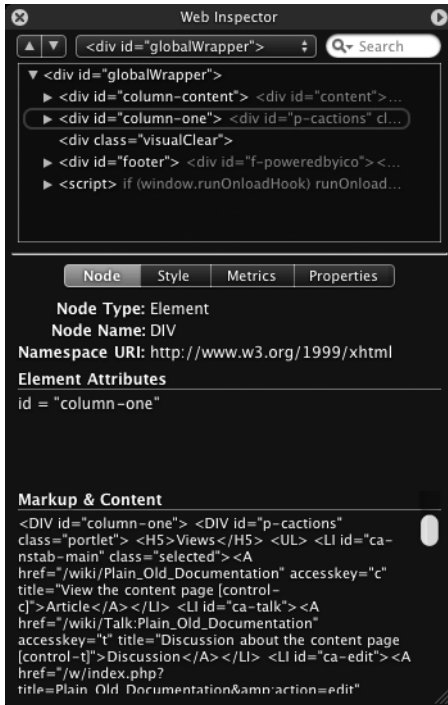 Web Inspector
<div id="globalWrapper">
Search
▼ <div id="globalWrapper">
▶ <div id="column-content"> <div id="content">...
▶ <div id="column-one"> <div id="p-cactions" cl...
<div class="visualClear">
▶ <div id="footer"> <div id="f-poweredbyico"><...
▶ <script> if (window.runOnloadHook) runOnload...
Node Style Metrics Properties
Node Type: Element
Node Name: DIV
Namespace URI: http://www.w3.org/1999/xhtml
Element Attributes
id = "column-one"
Markup & Content
<DIV id="column-one"> <DIV id="p-cactions"
class="portlet"> <H5>Views</H5> <UL> <LI id="ca-
nstab-main" class="selected"><A
href="/wiki/Plain_Old_Documentation" accesskey="c"
title="View the content page [control-
c]">Article</A></LI> <LI id="ca-talk"><A
href="/wiki/Talk:Plain_Old_Documentation"
accesskey="t" title="Discussion about the content page
[control-t]">Discussion</A></LI> <LI id="ca-edit"><A
href="/w/index.php?
title=Plain_Old_Documentation&amp;action=edit"